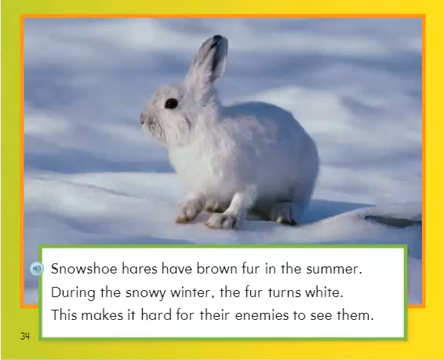 Snowshoe hares have brown fur in the summer.
During the snowy winter, the fur turns white.
This makes it hard for their enemies to see them.
34